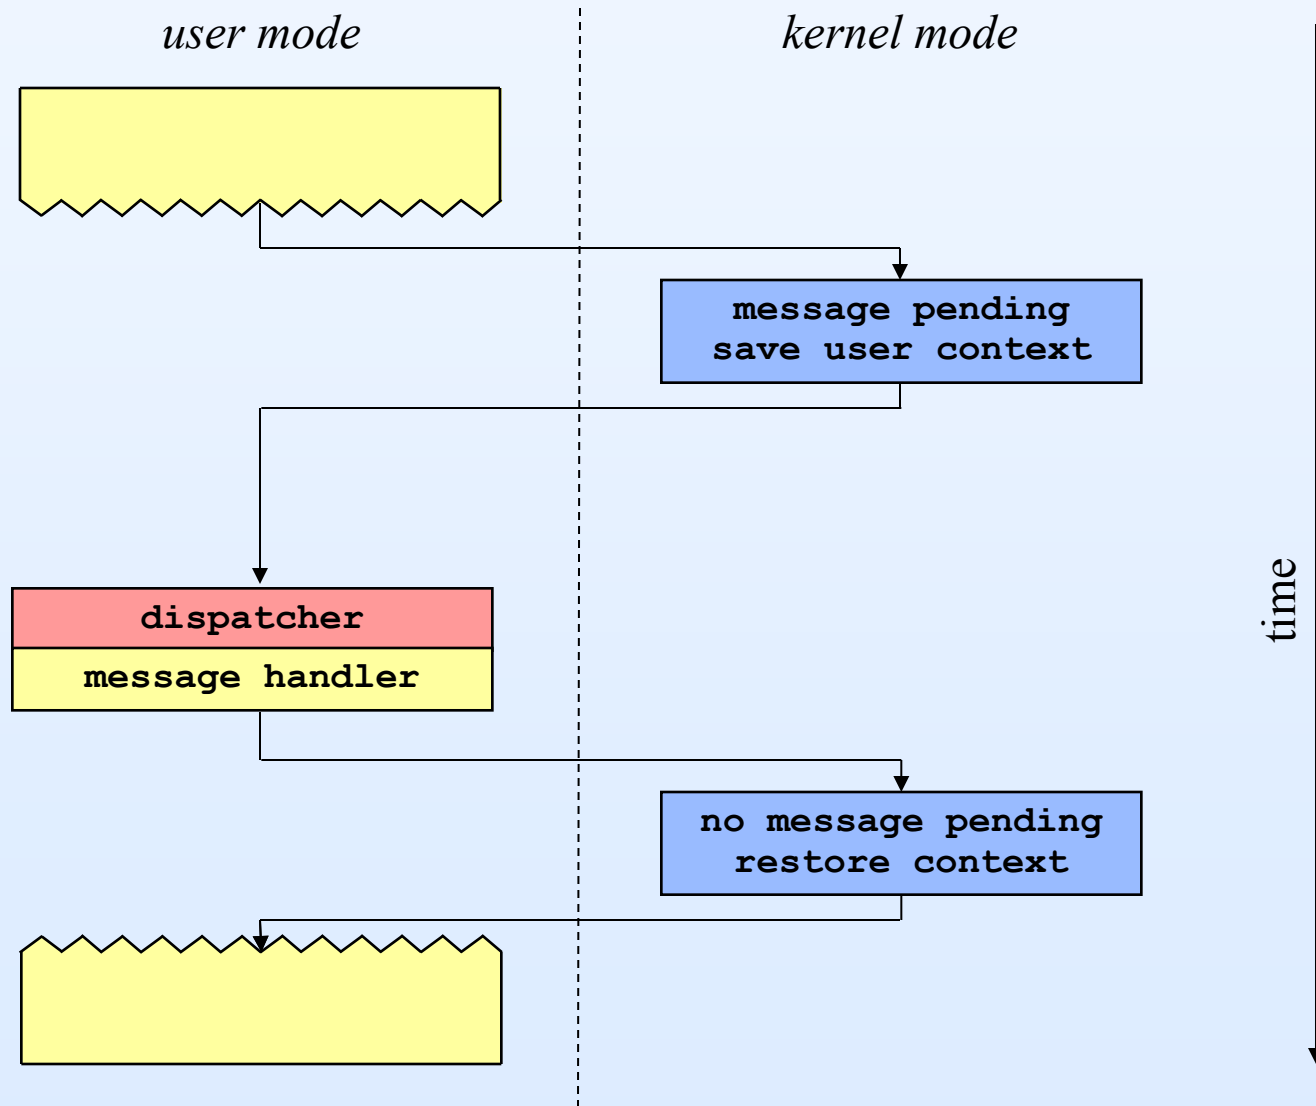 user mode
kernel mode
message pending
save user context
time
dispatcher
message handler
no message pending
restore context